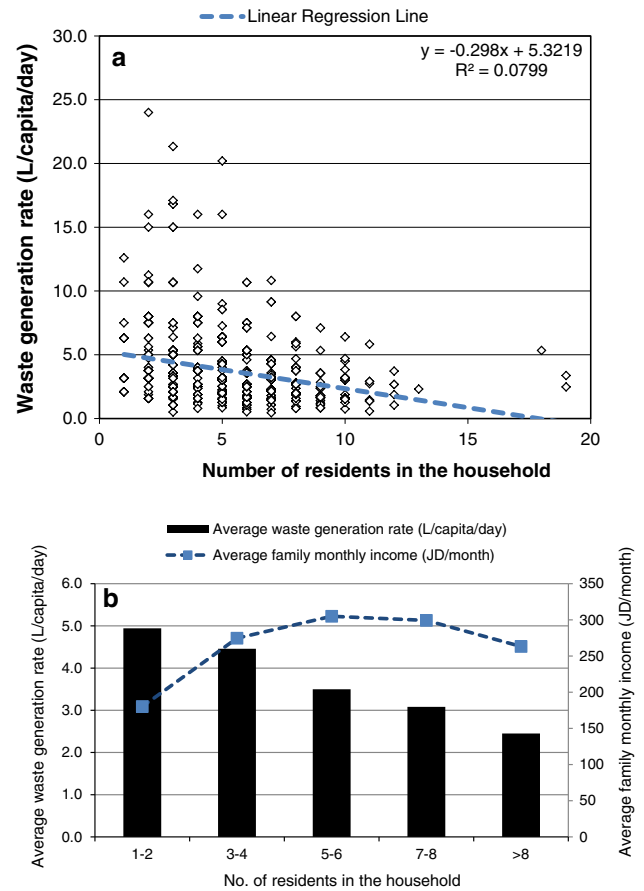 Linear Regression Line
a
y = -0.298x + 5.3219
R² = 0.0799
Waste generation rate (L/capita/day)
30.0
25.0
20.0
15.0
10.0
5.0
0.0
0 5 10 15 20
Number of residents in the household
Average waste generation rate (L/capita/day)
Average family monthly income (JD/month)
b
Average waste generation rate (L/capita/day)
6.0
5.0
4.0
3.0
2.0
1.0
0.0
350
300
250
200
150
100
50
0
Average family monthly income (JD/month)
1-2 3-4 5-6 7-8 >8
No. of residents in the household